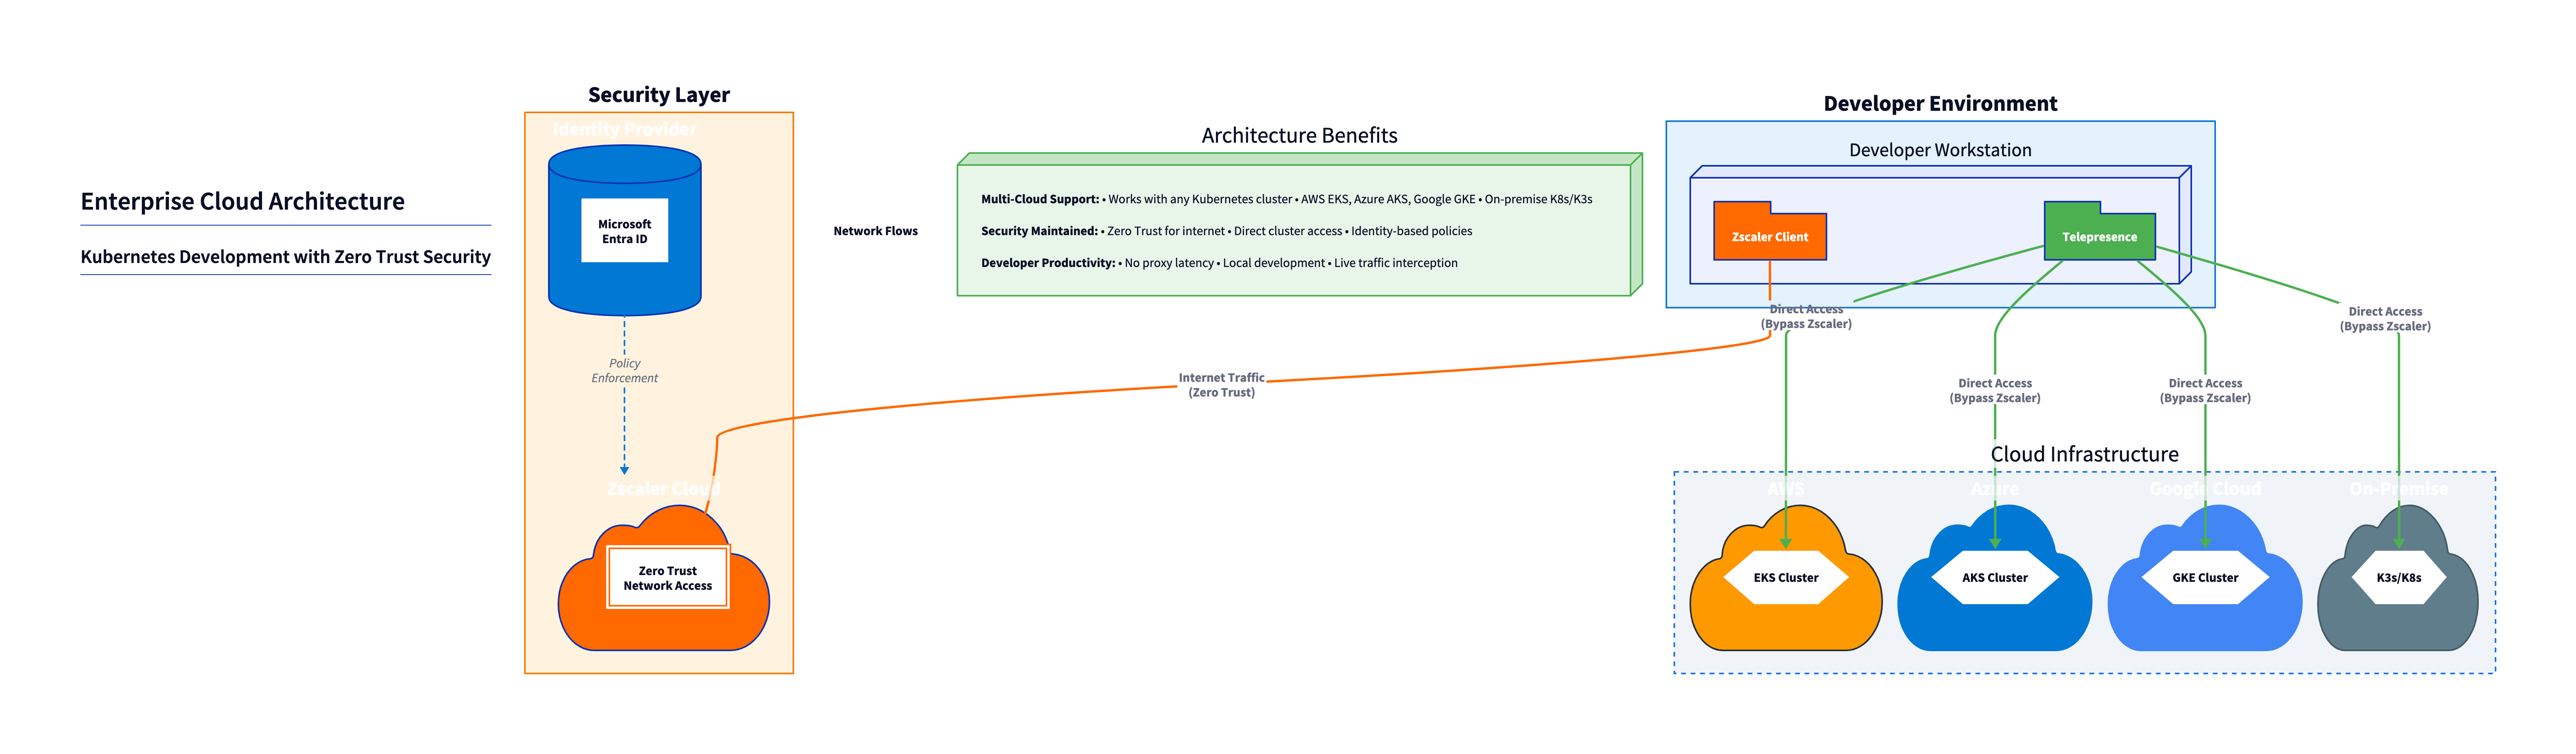 Enterprise Cloud Architecture
Kubernetes Development with Zero Trust Security
Security Layer
Identity Provider
Microsoft
Entra ID
Policy
Enforcement
Zscaler Cloud
Zero Trust
Network Access
Network Flows
Architecture Benefits
Multi-Cloud Support: • Works with any Kubernetes cluster • AWS EKS, Azure AKS, Google GKE • On-premise K8s/K3s
Security Maintained: • Zero Trust for internet • Direct cluster access • Identity-based policies
Developer Productivity: • No proxy latency • Local development • Live traffic interception
Internet Traffic
(Zero Trust)
Developer Environment
Developer Workstation
Zscaler Client
Telepresence
Direct Access
(Bypass Zscaler)
Direct Access
(Bypass Zscaler)
Direct Access
(Bypass Zscaler)
Direct Access
(Bypass Zscaler)
Cloud Infrastructure
AWS
EKS Cluster
Azure
AKS Cluster
Google Cloud
GKE Cluster
On-Premise
K3s/K8s